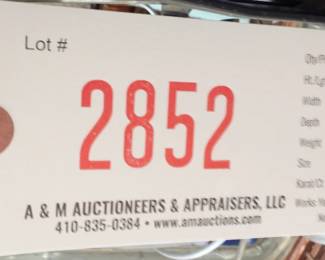 Lot #
2852
A & M AUCTIONEERS & APPRAISERS, LLC
410-835-0384 • www.amauctions.com
Width
Depth
Weight
Size